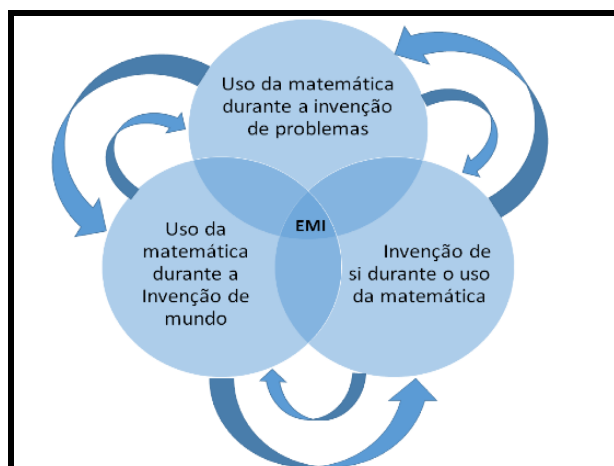 Uso da matemática
durante a invenção
de problemas
EMI
Uso da
matemática
durante a
Invenção de
mundo
Invenção de
si durante o uso
da matemática